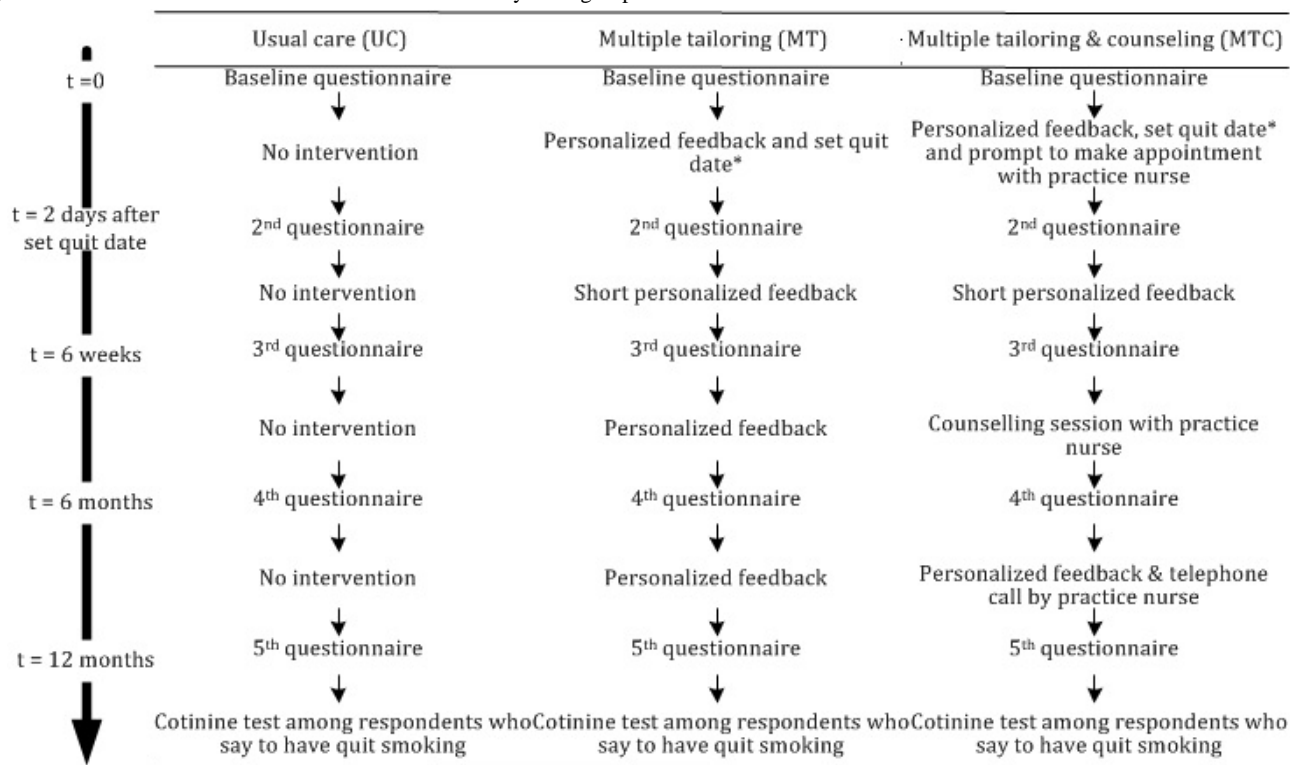 Usual care (UC) Multiple tailoring (MT) Multiple tailoring & counseling (MTC)
t =0
Baseline questionnaire Baseline questionnaire Baseline questionnaire
No intervention
Personalized feedback and set quit
date*
Personalized feedback, set quit date*
and prompt to make appointment
with practice nurse
t = 2 days after
set quit date
2nd questionnaire 2nd questionnaire 2nd questionnaire
No intervention Short personalized feedback Short personalized feedback
t = 6 weeks
3rd questionnaire 3rd questionnaire 3rd questionnaire
No intervention Personalized feedback
Counselling session with practice
nurse
t = 6 months
4th questionnaire 4th questionnaire 4th questionnaire
No intervention Personalized feedback
Personalized feedback & telephone
call by practice nurse
t = 12 months
5th questionnaire 5th questionnaire 5th questionnaire
Cotinine test among respondents who
say to have quit smoking
Cotinine test among respondents who
say to have quit smoking
Cotinine test among respondents who
say to have quit smoking